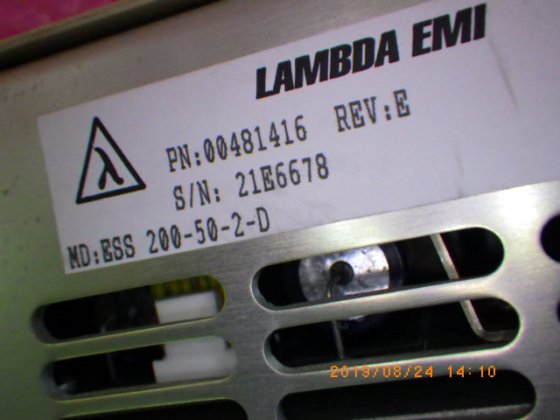 LAMBDA EMI
λ
PN:00481416 REV:E
S/N: 21E6678
MD:ESS 200-50-2-D
2019/08/24 14:10